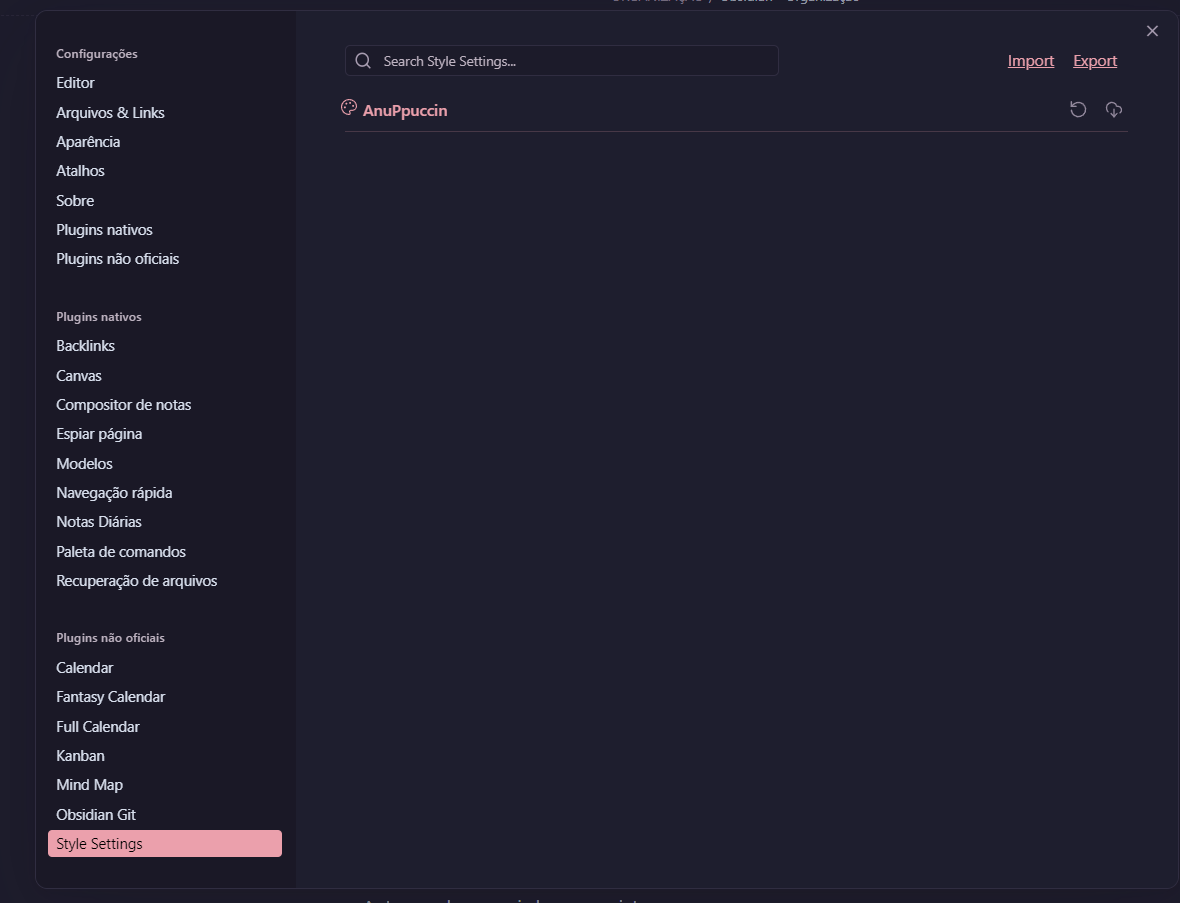 Obsidian - Organização
Configurações
Editor
Arquivos & Links
Aparência
Atalhos
Sobre
Plugins nativos
Plugins não oficiais
Plugins nativos
Backlinks
Canvas
Compositor de notas
Espiar página
Modelos
Navegação rápida
Notas Diárias
Paleta de comandos
Recuperação de arquivos
Plugins não oficiais
Calendar
Fantasy Calendar
Full Calendar
Kanban
Mind Map
Obsidian Git
Style Settings
Search Style Settings...
Import Export
AnuPpuccin